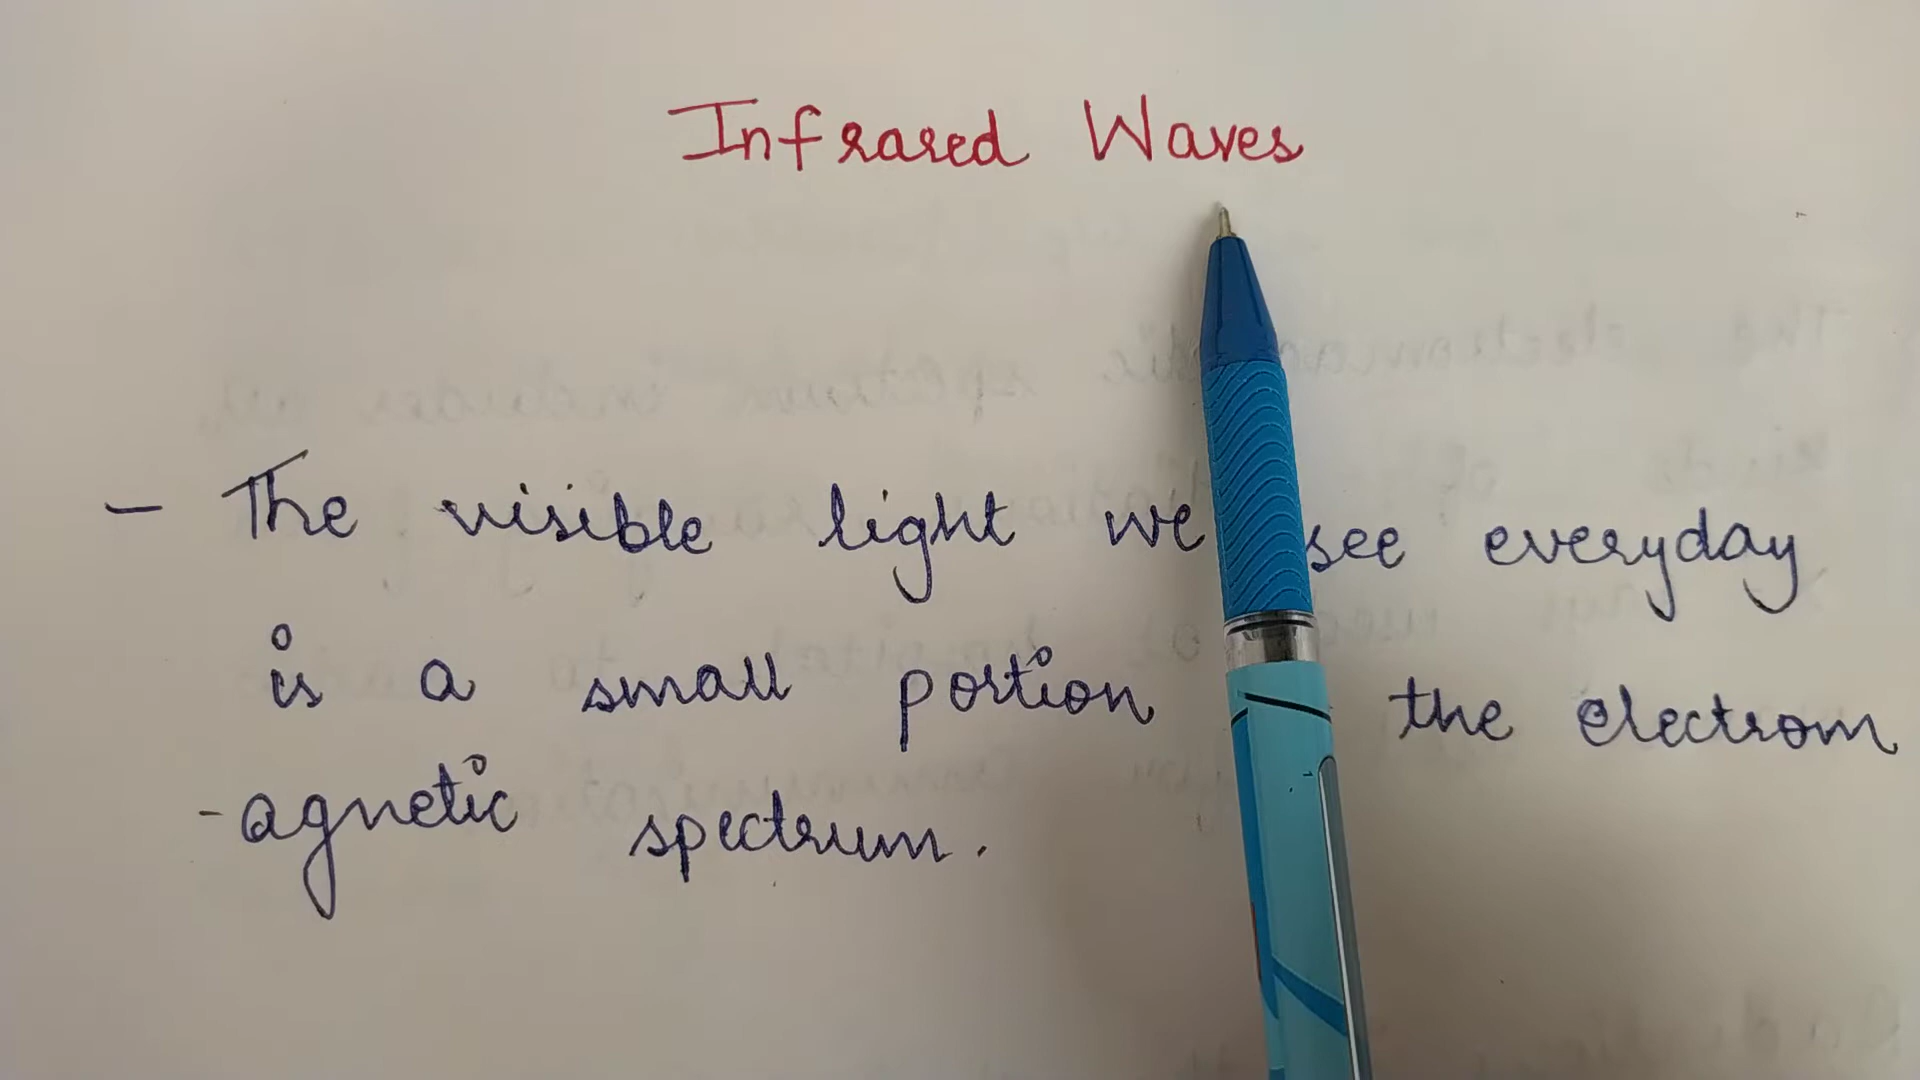 Infrared Waves
- The visible light we see everyday
is a small portion the electrom
-agnetic spectrum.